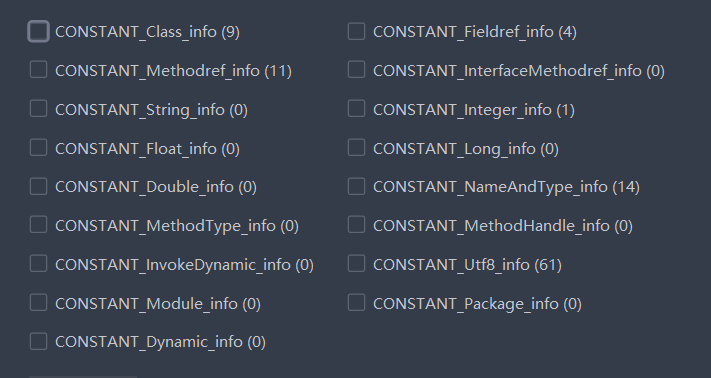 CONSTANT_Class_info (9) CONSTANT_Fieldref_info (4)
CONSTANT_Methodref_info (11) CONSTANT_InterfaceMethodref_info (0)
CONSTANT_String_info (0) CONSTANT_Integer_info (1)
CONSTANT_Float_info (0) CONSTANT_Long_info (0)
CONSTANT_Double_info (0) CONSTANT_NameAndType_info (14)
CONSTANT_MethodType_info (0) CONSTANT_MethodHandle_info (0)
CONSTANT_InvokeDynamic_info (0) CONSTANT_Utf8_info (61)
CONSTANT_Module_info (0) CONSTANT_Package_info (0)
CONSTANT_Dynamic_info (0)